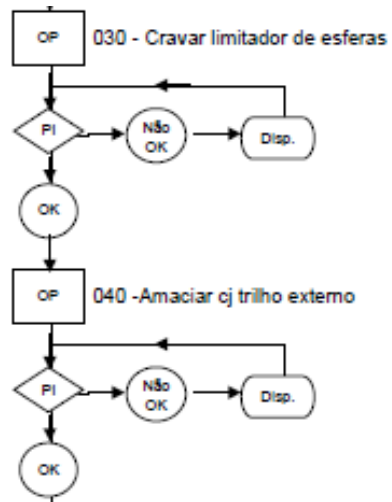 OP
030 - Cravar limitador de esferas
PI
Não
OK
Disp.
OK
OP
040 -Amaciar cj trilho externo
PI
Não
OK
Disp.
OK